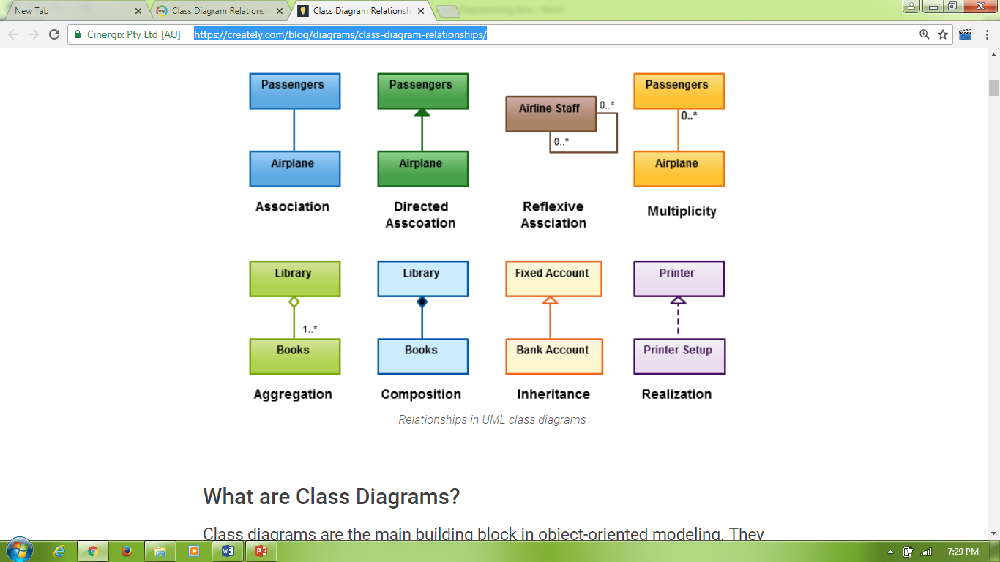 New Tab
Class Diagram Relationsh
Class Diagram Relationsh
Cinergix Pty Ltd [AU]
https://creately.com/blog/diagrams/class-diagram-relationships/
Passengers
Passengers
Airline Staff
0..*
0..*
Passengers
0..*
Airplane
Airplane
Airplane
Association
Directed
Asscoation
Reflexive
Assciation
Multiplicity
Library
Library
Fixed Account
Printer
1..*
Books
Books
Bank Account
Printer Setup
Aggregation
Composition
Inheritance
Realization
Relationships in UML class diagrams
What are Class Diagrams?
Class diagrams are the main building block in object-oriented modeling. They
7:29 PM